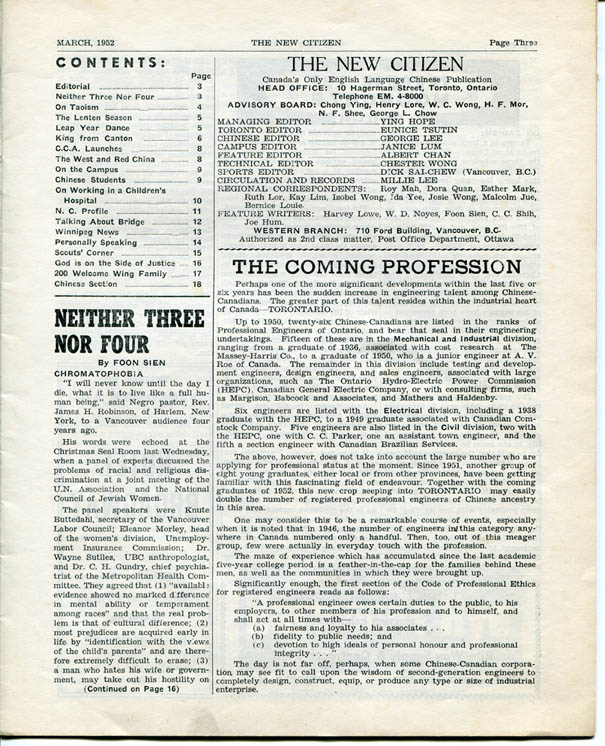 MARCH, 1952
THE NEW CITIZEN
Page Three
CONTENTS:
Page
Editorial 3
Neither Three Nor Four 3
On Taoism 4
The Lenten Season 5
Leap Year Dance 5
King from Canton 6
C.C.A. Launches 8
The West and Red China 8
On the Campus 9
Chinese Students 9
On Working in a Children's
Hospital 10
N. C. Profile 11
Talking About Bridge 12
Winnipeg News 13
Personally Speaking 14
Scouts' Corner 15
God is on the Side of Justice 16
200 Welcome Wing Family 17
Chinese Section 18
NEITHER THREE
NOR FOUR
By FOON SIEN
CHROMATOPHOBIA
"I will never know until the day I
die, what it is to live like a full hu-
man being," said Negro pastor, Rev.
James H. Robinson, of Harlem, New
York, to a Vancouver audience four
years ago.
His words were echoed at the
Christmas Seal Room last Wednesday,
when a panel of experts discussed the
problems of racial and religious dis-
crimination at a joint meeting of the
U.N. Association and the National
Council of Jewish Women.
The panel speakers were Knute
Buttedahl, secretary of the Vancouver
Labor Council; Eleanor Morley, head
of the women's division, Unemploy-
ment Insurance Commission; Dr.
Wayne Suttles, UBC anthropologist,
and Dr. C. H. Gundry, chief psychia-
trist of the Metropolitan Health Com-
mittee. They agreed that (1) "available
evidence showed no marked difference
in mental ability or temperament
among races" and that the real prob-
lem is that of cultural difference; (2)
most prejudices are acquired early in
life by "identification with the views
of the child's parents" and are there-
fore extremely difficult to erase; (3)
a man who hates his wife or govern-
ment, may take out his hostility on
(Continued on Page 16)
THE NEW CITIZEN
Canada's Only English Language Chinese Publication
HEAD OFFICE: 10 Hagerman Street, Toronto, Ontario
Telephone EM. 4-8000
ADVISORY BOARD: Chong Ying, Henry Lore, W. C. Wong, H. F. Mor,
N. F. Shee, George L. Chow
MANAGING EDITOR YING HOPE
TORONTO EDITOR EUNICE TSUTIN
CHINESE EDITOR GEORGE LEE
CAMPUS EDITOR JANICE LUM
FEATURE EDITOR ALBERT CHAN
TECHNICAL EDITOR CHESTER WONG
SPORTS EDITOR DICK SAI-CHEW (Vancouver, B.C.)
CIRCULATION AND RECORDS MILLIE LEE
REGIONAL CORRESPONDENTS: Roy Mah, Dora Quan, Esther Mark,
Ruth Lor, Kay Lim, Isobel Wong, Ida Yee, Josie Wong, Malcolm Jue,
Bernice Louie.
FEATURE WRITERS: Harvey Lowe, W. D. Noyes, Foon Sien, C. C. Shih,
Joe Hum.
WESTERN BRANCH: 710 Ford Building, Vancouver, B.C.
Authorized as 2nd class matter, Post Office Department, Ottawa
THE COMING PROFESSION
Perhaps one of the more significant developments within the last five or
six years has been the sudden increase in engineering talent among Chinese-
Canadians. The greater part of this talent resides within the industrial heart
of Canada—TORONTARIO.
Up to 1950, twenty-six Chinese-Canadians are listed in the ranks of
Professional Engineers of Ontario, and bear that seal in their engineering
undertakings. Fifteen of these are in the Mechanical and Industrial division,
ranging from a graduate of 1936, associated with cost research at The
Massey-Harris Co., to a graduate of 1950, who is a junior engineer at A. V.
Roe of Canada. The remainder in this division include testing and develop-
ment engineers, design engineers, and sales engineers, associated with large
organizations, such as The Ontario Hydro-Electric Power Commission
(HEPC), Canadian General Electric Company, or with consulting firms, such
as Margison, Babcock and Associates, and Mathers and Haldenby.
Six engineers are listed with the Electrical division, including a 1938
graduate with the HEPC, to a 1949 graduate associated with Canadian Com-
stock Company. Five engineers are also listed in the Civil division, two with
the HEPC, one with C. C. Parker, one an assistant town engineer, and the
fifth a section engineer with Canadian Brazilian Services.
The above, however, does not take into account the large number who are
applying for professional status at the moment. Since 1951, another group of
eight young graduates, either local or from other provinces, have been getting
familiar with this fascinating field of endeavour. Together with the coming
graduates of 1952, this new crop seeping into TORONTARIO may easily
double the number of registered professional engineers of Chinese ancestry
in this area.
One may consider this to be a remarkable course of events, especially
when it is noted that in 1946, the number of engineers in this category any-
where in Canada numbered only a handful. Then, too, out of this meager
group, few were actually in everyday touch with the profession.
The maze of experience which has accumulated since the last academic
five-year college period is a feather-in-the-cap for the families behind these
men, as well as the communities in which they were brought up.
Significantly enough, the first section of the Code of Professional Ethics
for registered engineers reads as follows:
"A professional engineer owes certain duties to the public, to his
employers, to other members of his profession and to himself, and
shall act at all times with—
(a) fairness and loyalty to his associates . . .
(b) fidelity to public needs; and
(c) devotion to high ideals of personal honour and professional
integrity . . .
The day is not far off, perhaps, when some Chinese-Canadian corpora-
tion may see fit to call upon the wisdom of second-generation engineers to
completely design, construct, equip, or produce any type or size of industrial
enterprise.